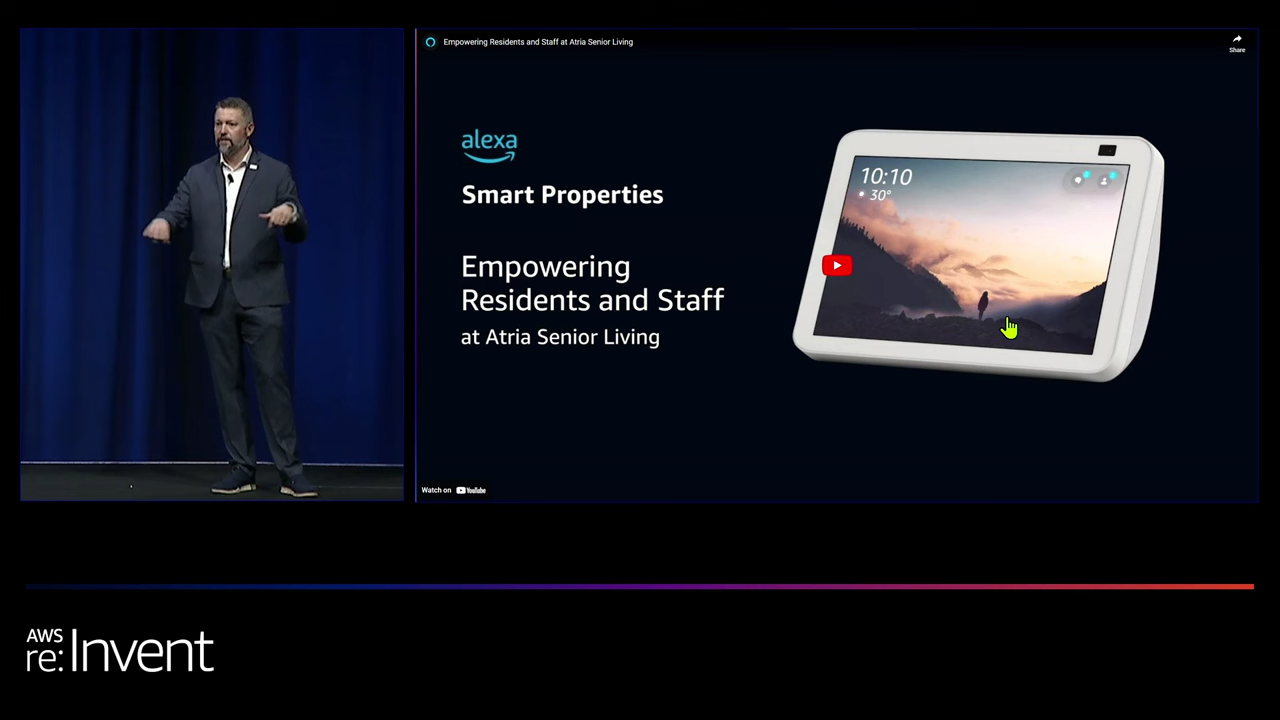 Empowering Residents and Staff at Atria Senior Living
Share
alexa
Smart Properties
Empowering
Residents and Staff
at Atria Senior Living
10:10
30°
Watch on YouTube
AWS
re:Invent